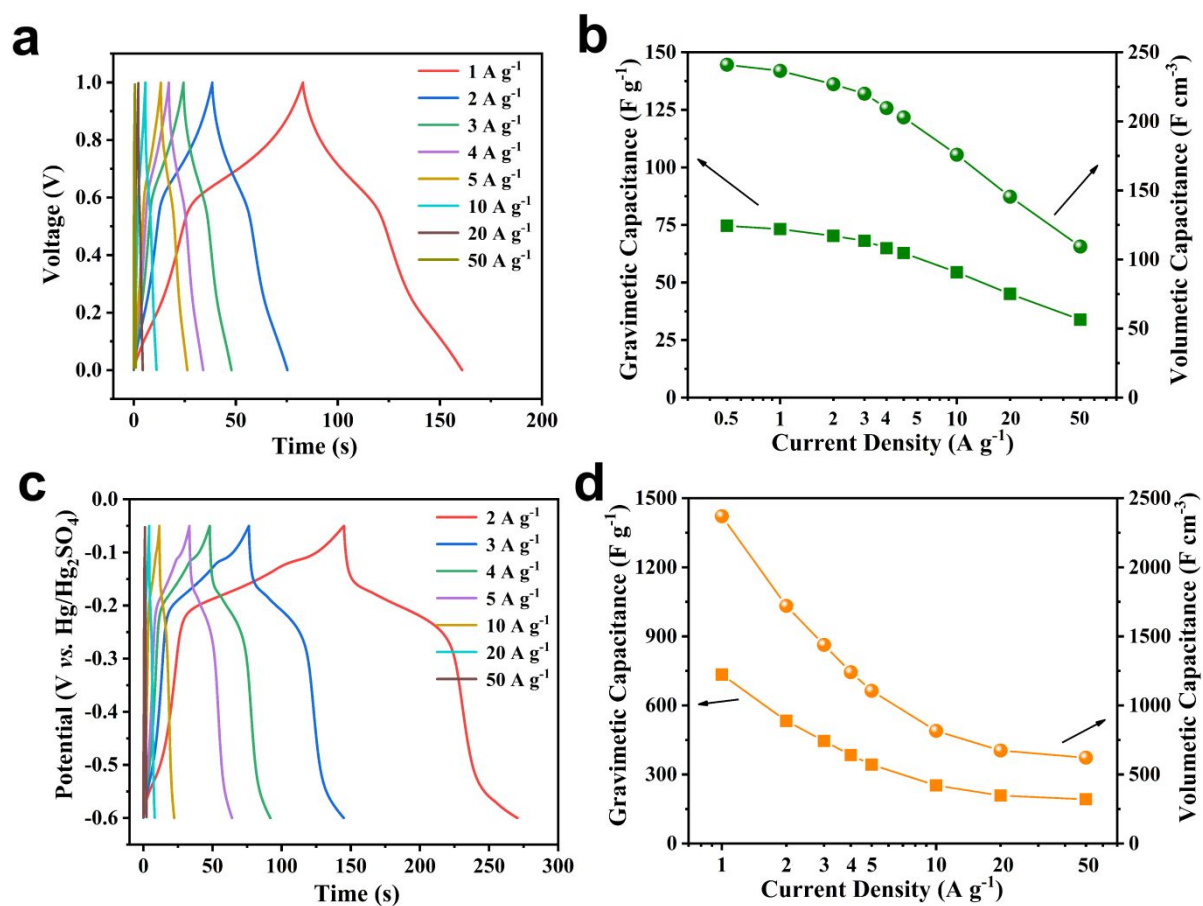 a
1.0
0.8
0.6
0.4
0.2
0.0
Voltage (V)
0
50
100
150
200
Time (s)
1 A g⁻¹
2 A g⁻¹
3 A g⁻¹
4 A g⁻¹
5 A g⁻¹
10 A g⁻¹
20 A g⁻¹
50 A g⁻¹
b
150
125
100
75
50
25
0
Gravimetic Capacitance (F g⁻¹)
250
200
150
100
50
0
Volumetic Capacitance (F cm⁻³)
0.5
1
2
3
4
5
10
20
50
Current Density (A g⁻¹)
c
0.0
-0.1
-0.2
-0.3
-0.4
-0.5
-0.6
Potential (V vs. Hg/Hg₂SO₄)
0
50
100
150
200
250
300
Time (s)
2 A g⁻¹
3 A g⁻¹
4 A g⁻¹
5 A g⁻¹
10 A g⁻¹
20 A g⁻¹
50 A g⁻¹
d
1500
1200
900
600
300
0
Gravimetic Capacitance (F g⁻¹)
2500
2000
1500
1000
500
0
Volumetic Capacitance (F cm⁻³)
1
2
3
4
5
10
20
50
Current Density (A g⁻¹)